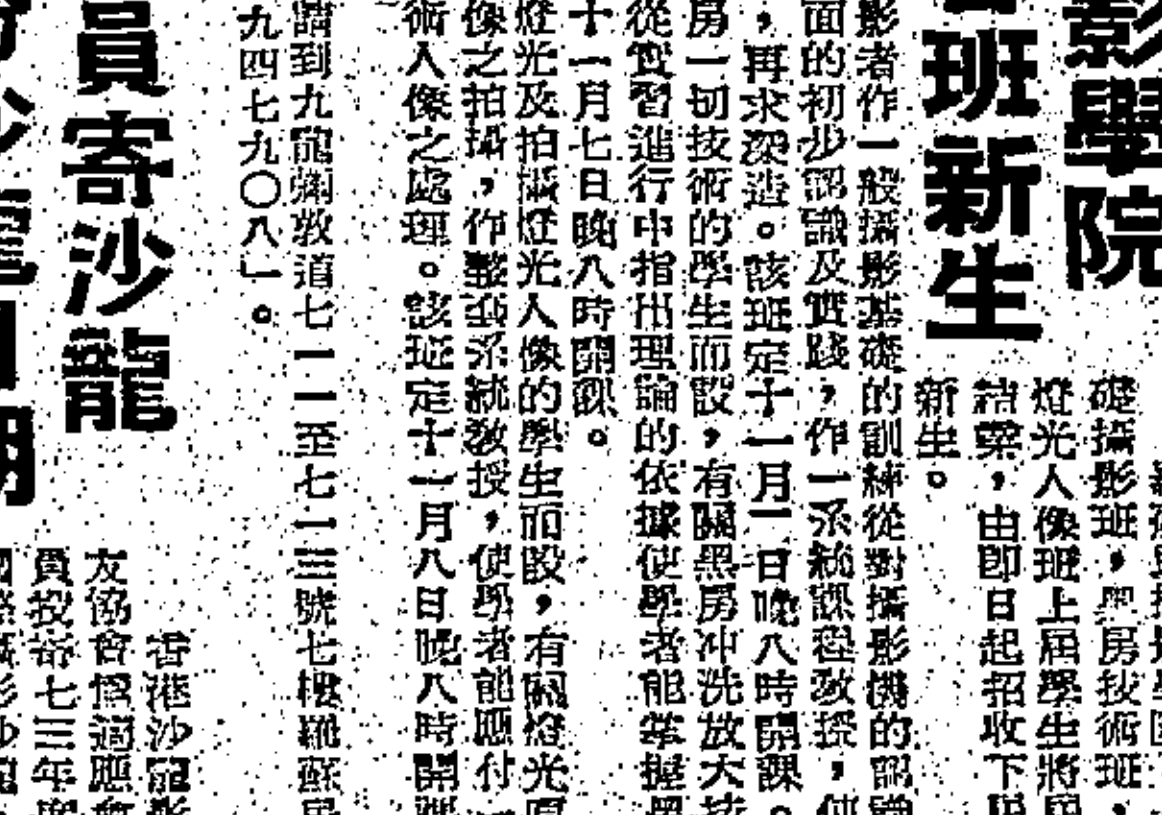 影學院
班新生
礎攝影班，黑房技術班，
燈光人像班上屆學生將
結業，由即日起招收下
新生。
影者作一般攝影基礎的訓練從對攝影機的認識
面的初步認識及實踐，作一系統課程教授，使
，再求深造。該班定十一月一日晚八時開課。
房一切技術的學生而設，有關黑房冲洗放大技
從實習進行中指出理論的依據使學者能掌握
十一月七日晚八時開課。
燈光及拍攝燈光人像的學生而設，有關燈光
像之拍攝，作整套系統教授，使學者能應付一
術人像之處理。該班定十一月八日晚八時開課
請到九龍彌敦道七一一至七一三號七樓羅蘇
九四七九〇八」。
員寄沙龍
香港沙龍影
友協會為適應會
員投寄七三年